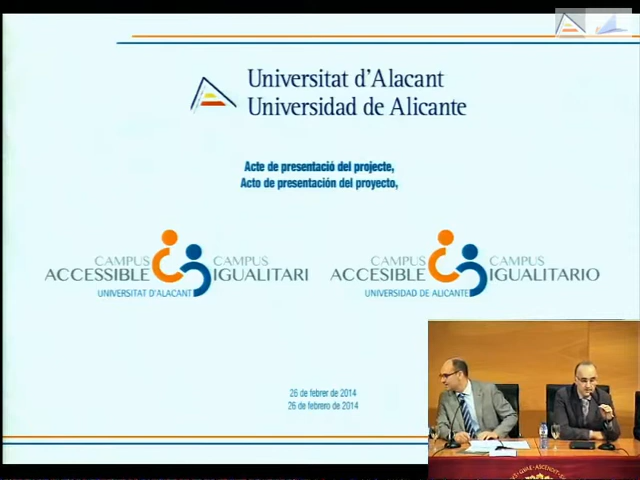 Universitat d'Alacant
Universidad de Alicante
Acte de presentació del projecte,
Acto de presentación del proyecto,
CAMPUS CAMPUS
ACCESSIBLE IGUALITARI
UNIVERSITAT D'ALACANT
CAMPUS CAMPUS
ACCESIBLE IGUALITARIO
UNIVERSIDAD DE ALICANTE
26 de febrer de 2014
26 de febrero de 2014